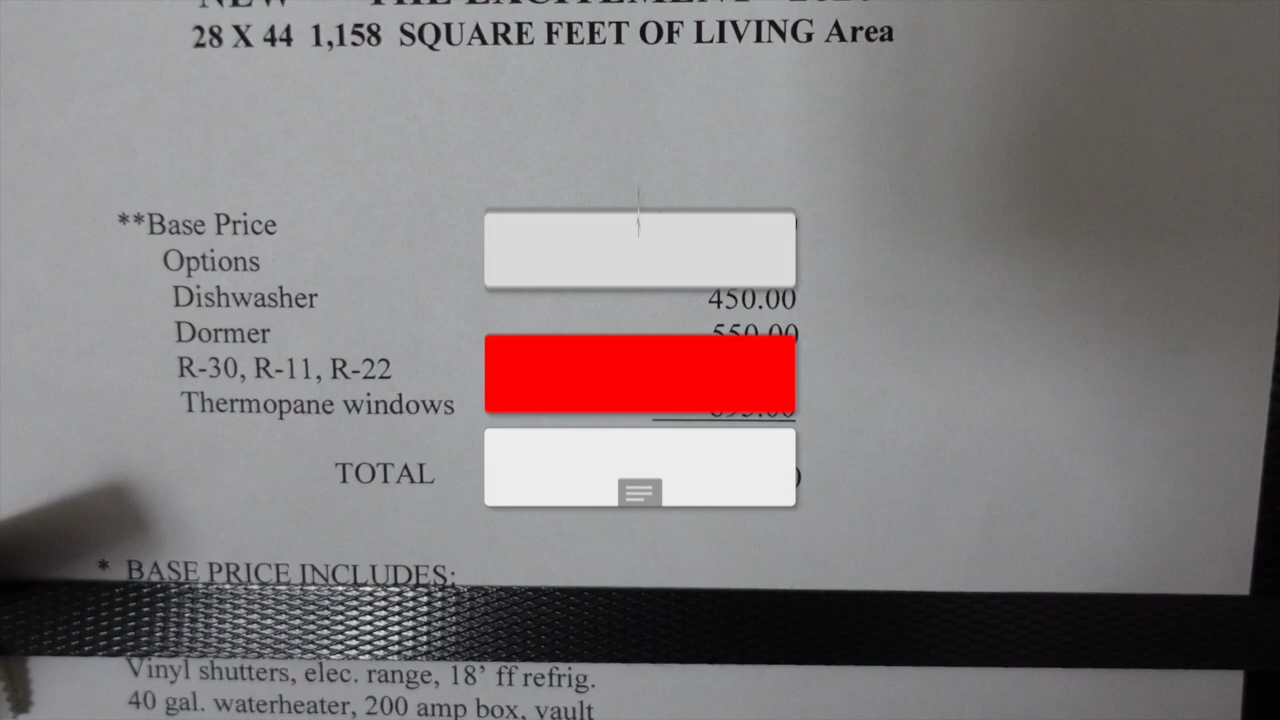 28 X 44 1,158 SQUARE FEET OF LIVING Area
**Base Price
Options
Dishwasher 450.00
Dormer 550.00
R-30, R-11, R-22
Thermopane windows
TOTAL
* BASE PRICE INCLUDES:
Vinyl shutters, elec. range, 18’ ff refrig.
40 gal. waterheater, 200 amp box, vault